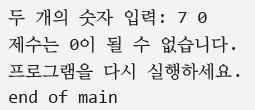 두 개의 숫자 입력: 7 0
제수는 0이 될 수 없습니다.
프로그램을 다시 실행하세요.
end of main